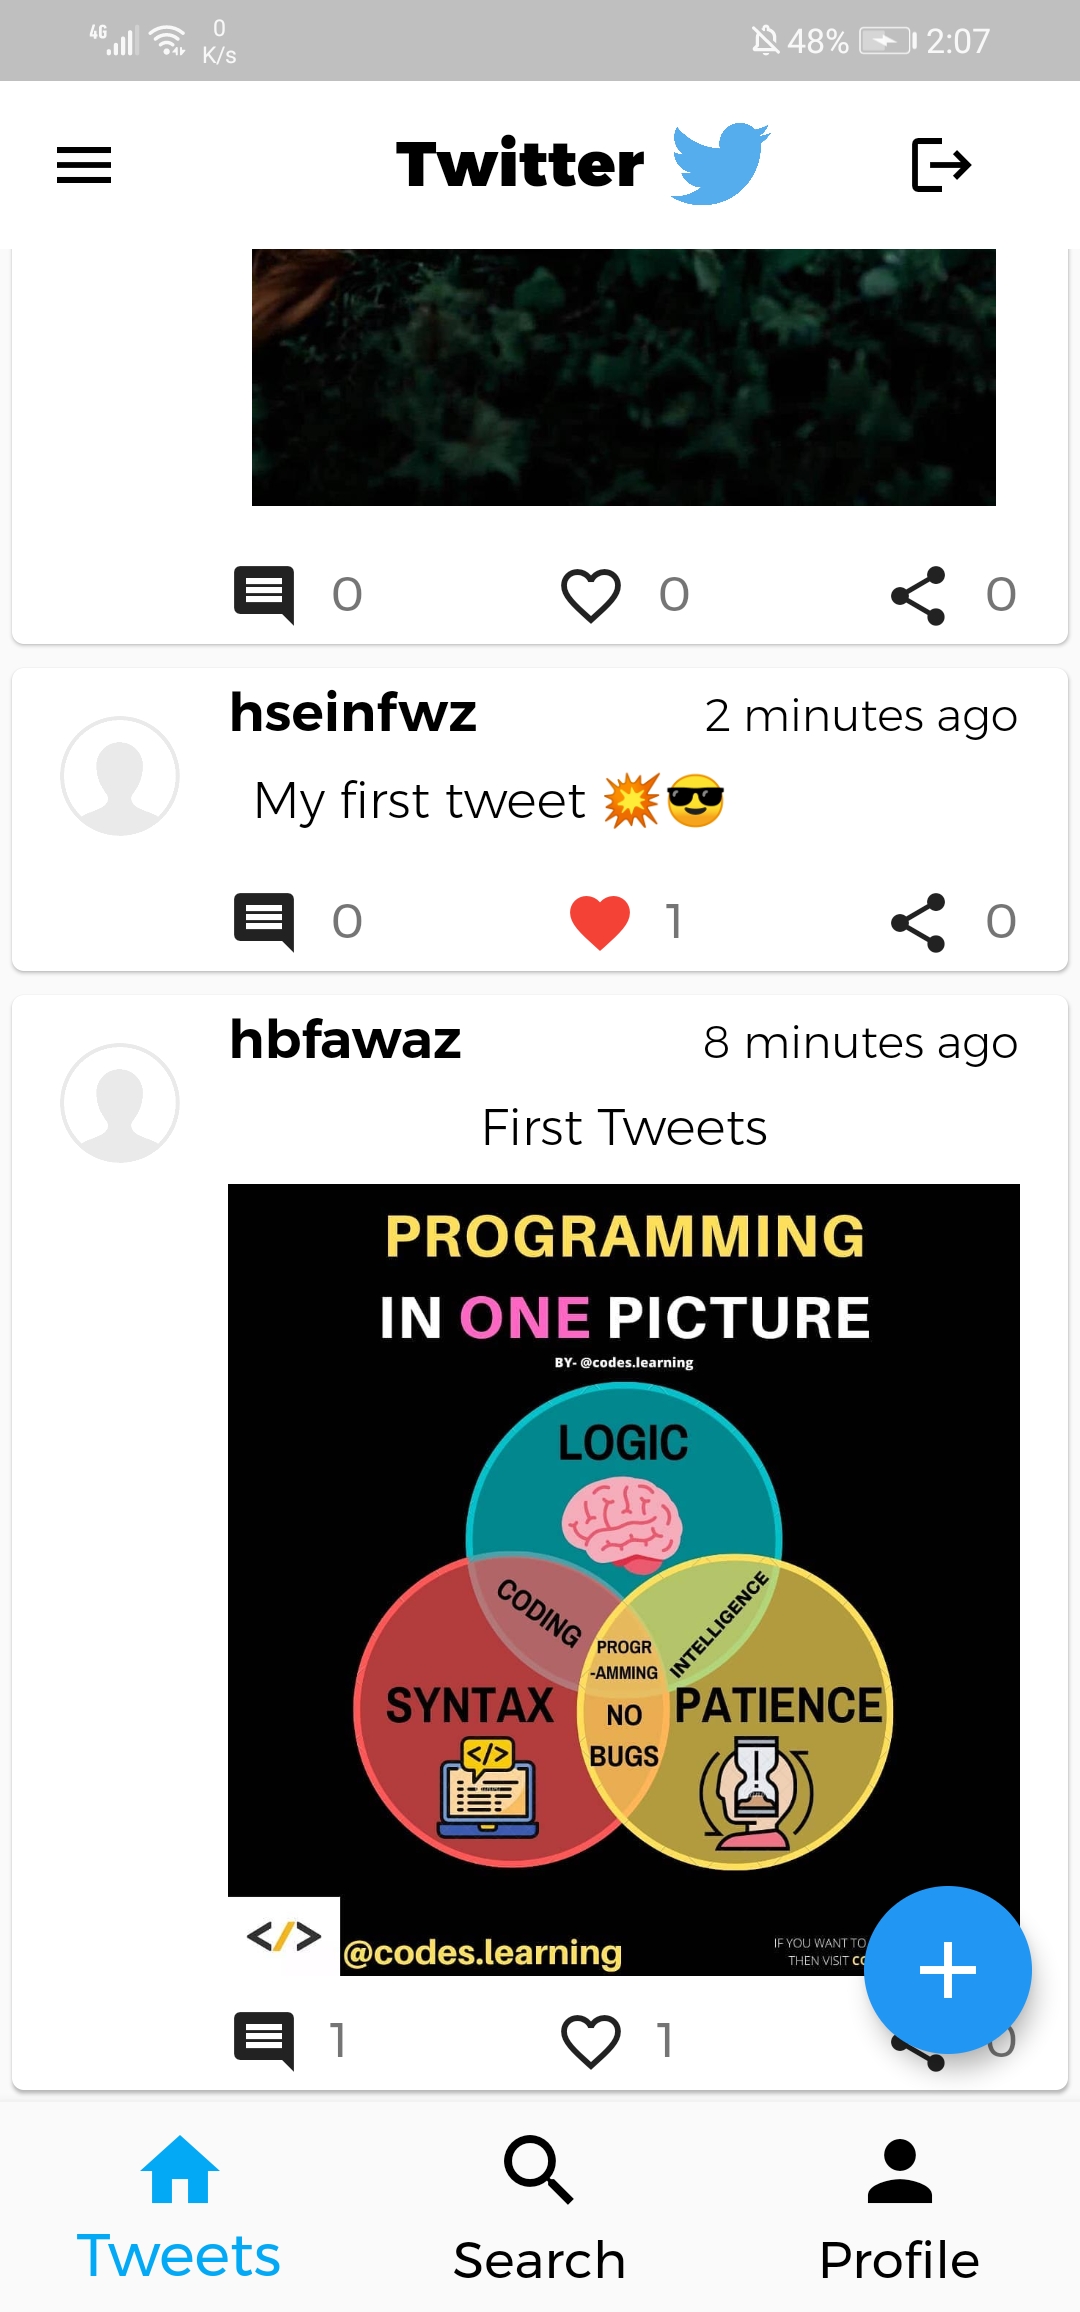 4G 0 K/s 48% 2:07
Twitter
0 0 0
hseinfwz 2 minutes ago
My first tweet 💥😎
0 1 0
hbfawaz 8 minutes ago
First Tweets
PROGRAMMING
IN ONE PICTURE
BY- @codes.learning
LOGIC
CODING
INTELLIGENCE
PROGR
-AMMING
SYNTAX
NO
PATIENCE
BUGS
</>
</>
@codes.learning
IF YOU WANT TO
THEN VISIT
1 1 0
Tweets Search Profile